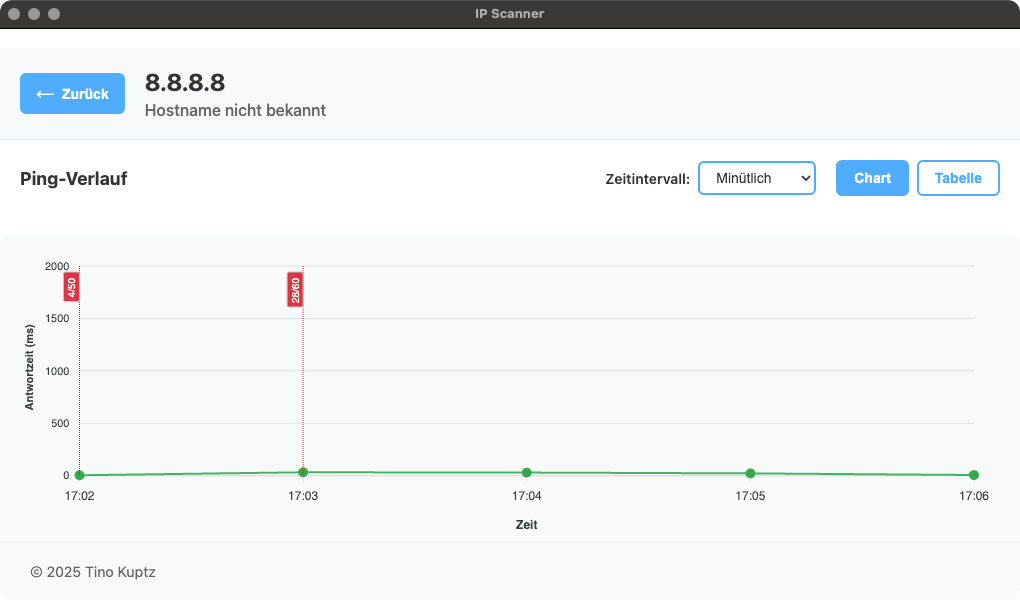 IP Scanner
← Zurück
8.8.8.8
Hostname nicht bekannt
Ping-Verlauf
Zeitintervall:
Minütlich
Chart
Tabelle
2000
1500
1000
500
0
Antwortzeit (ms)
4/50
28/60
17:02
17:03
17:04
17:05
17:06
Zeit
© 2025 Tino Kuptz